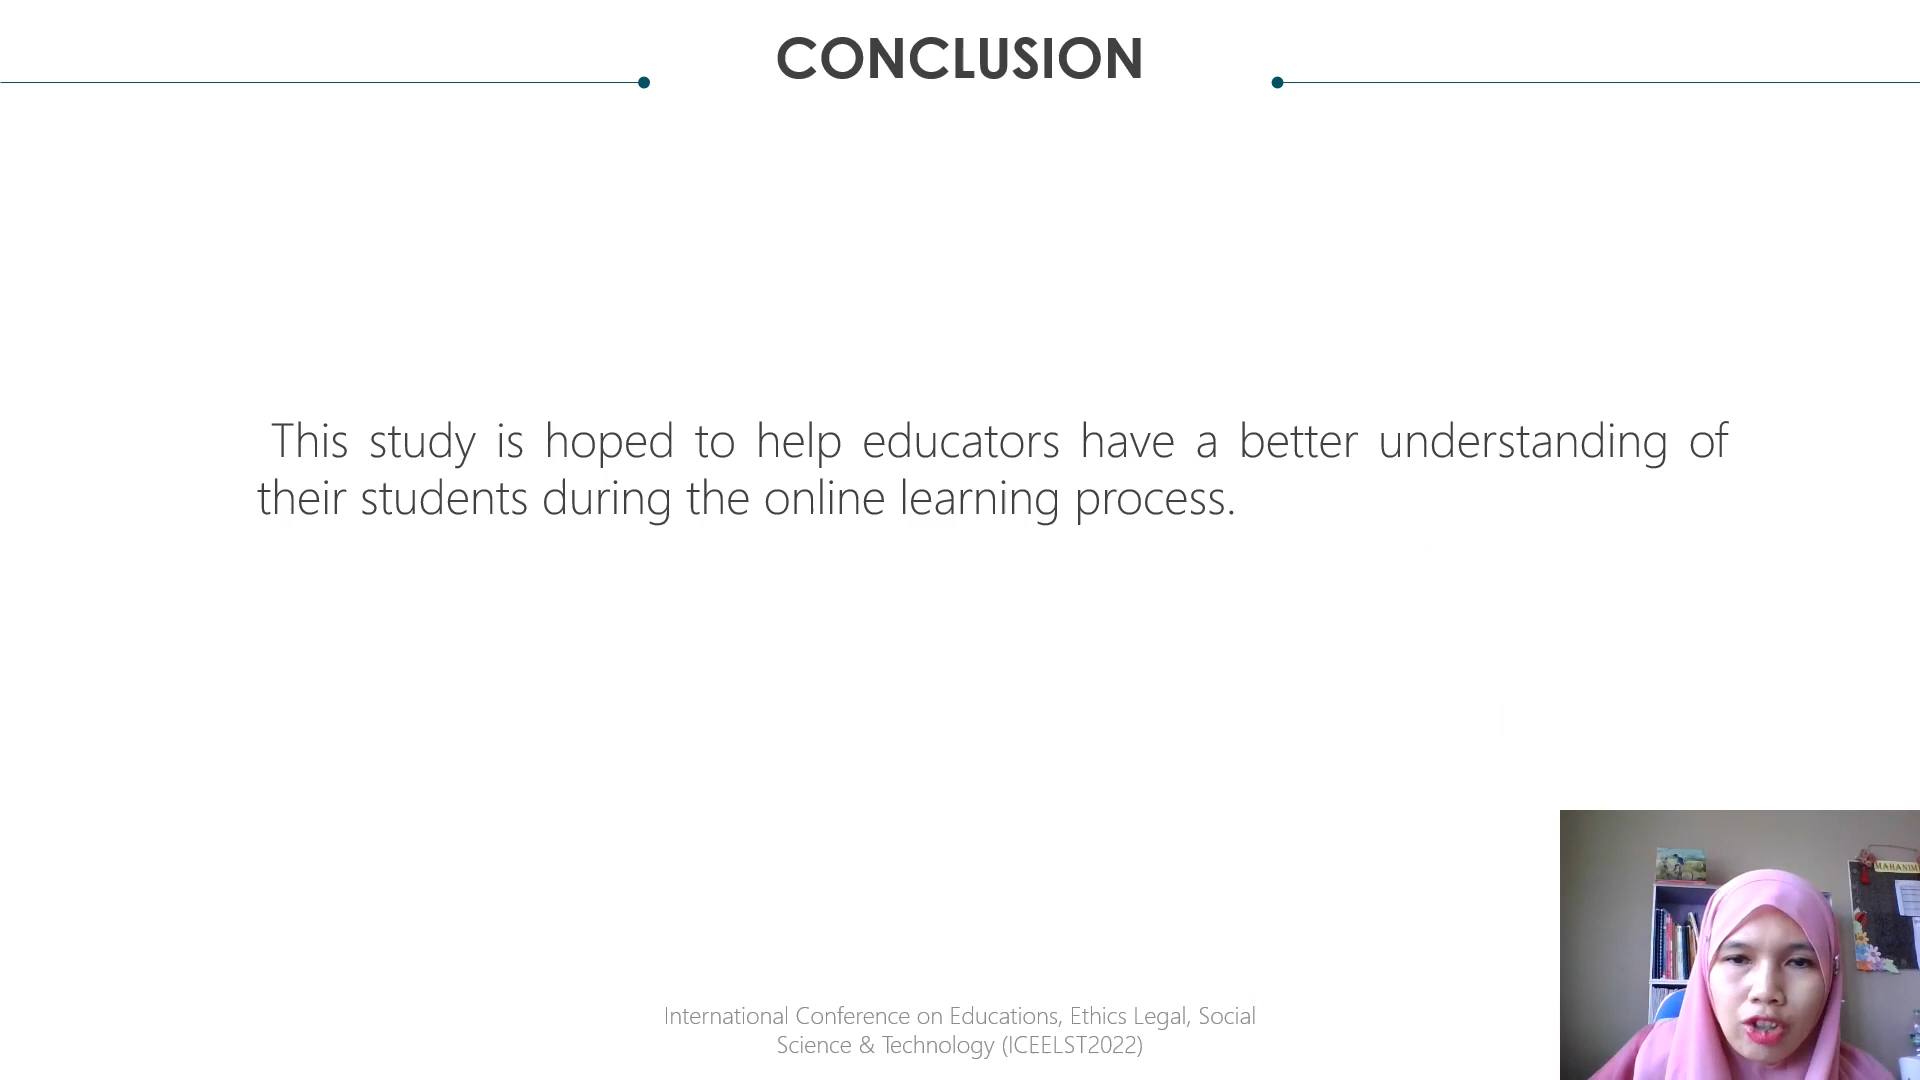 CONCLUSION
This study is hoped to help educators have a better understanding of
their students during the online learning process.
International Conference on Educations, Ethics Legal, Social
Science & Technology (ICEELST2022)
MAHANIM